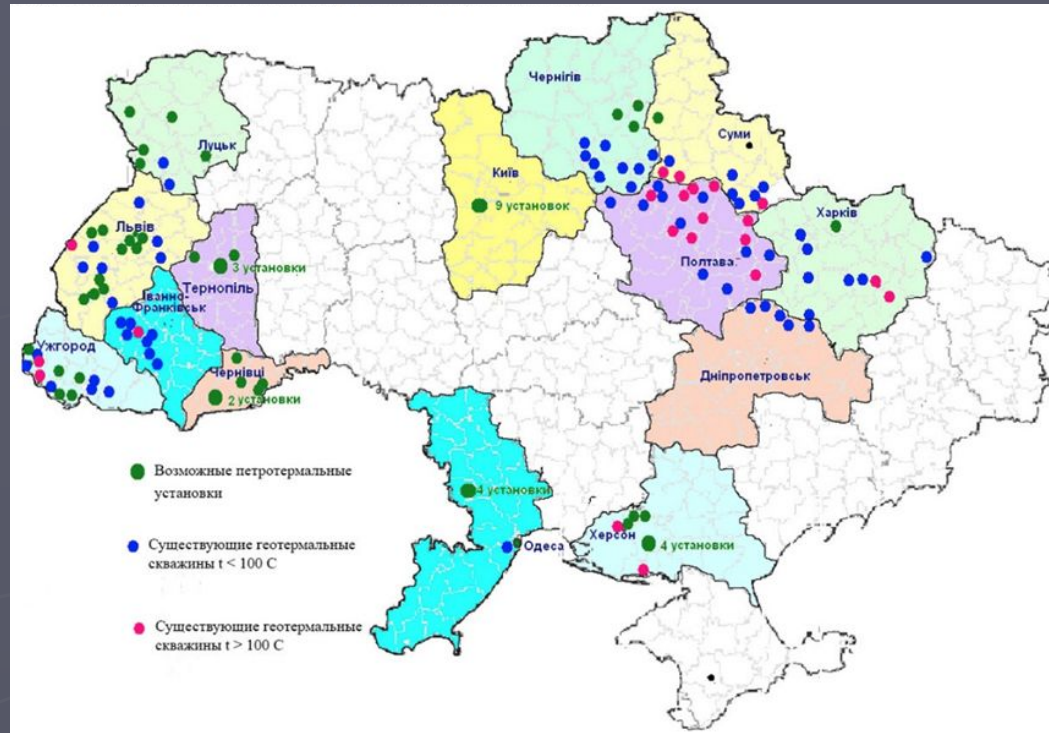 Чернігів
Суми
Луцьк
Київ
9 установок
Харків
Львів
3 установки
Тернопіль
Полтава
Іванно-
Франківськ
Ужгород
Чернівці
2 установки
Дніпропетровськ
Возможные петротермальные
установки
4 установки
Существующие геотермальные
скважины t < 100 C
Одеса
Херсон
4 установки
Существующие геотермальные
скважины t > 100 C